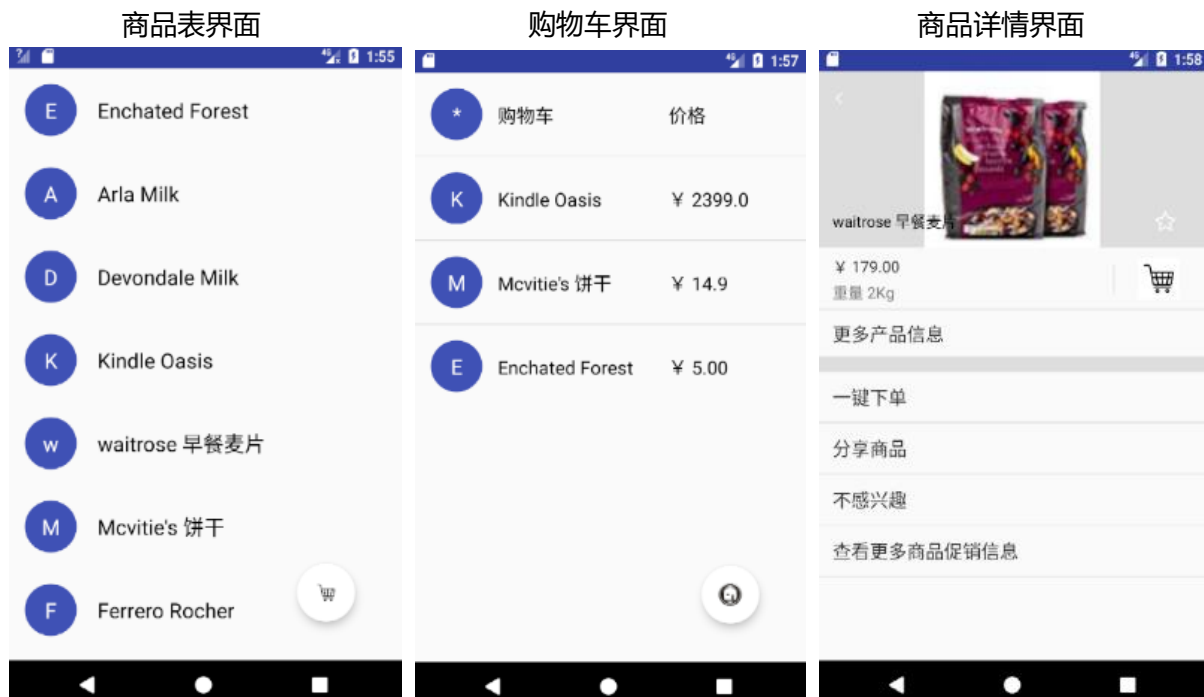 商品表界面
1:55
E Enchated Forest
A Arla Milk
D Devondale Milk
K Kindle Oasis
w waitrose 早餐麦片
M Mcvitie's 饼干
F Ferrero Rocher
购物车界面
4G 1:57
* 购物车 价格
K Kindle Oasis ¥ 2399.0
M Mcvitie's 饼干 ¥ 14.9
E Enchated Forest ¥ 5.00
商品详情界面
4G 1:58
waitrose 早餐麦片
¥ 179.00
重量 2Kg
更多产品信息
一键下单
分享商品
不感兴趣
查看更多商品促销信息